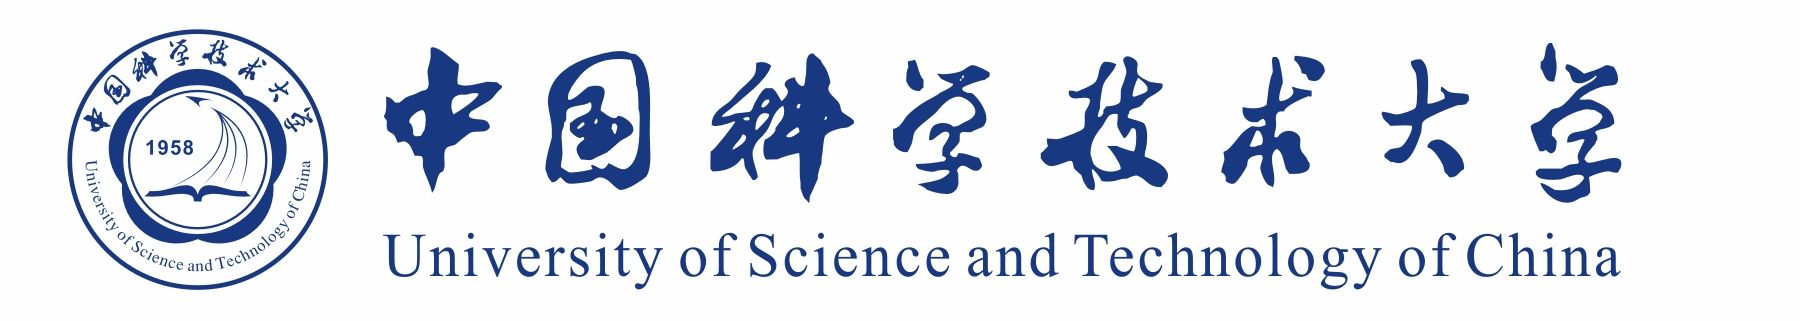 中国科学技术大学
1958
University of Science and Technology of China
中国科学技术大学
University of Science and Technology of China